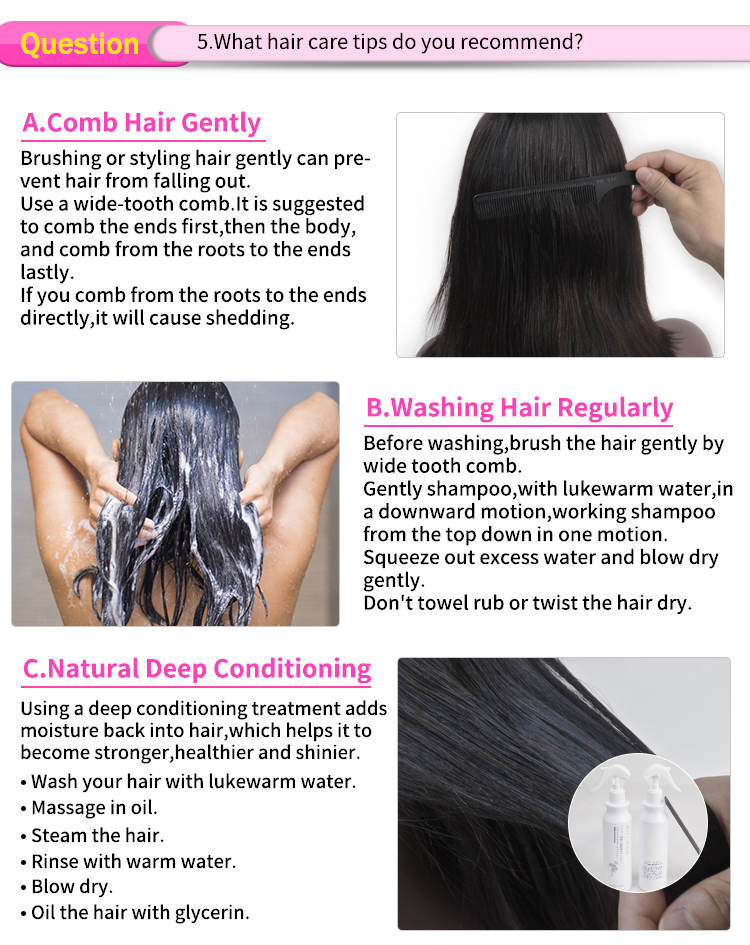 Question
5.What hair care tips do you recommend?
A.Comb Hair Gently
Brushing or styling hair gently can pre-
vent hair from falling out.
Use a wide-tooth comb.It is suggested
to comb the ends first,then the body,
and comb from the roots to the ends
lastly.
If you comb from the roots to the ends
directly,it will cause shedding.
B.Washing Hair Regularly
Before washing,brush the hair gently by
wide tooth comb.
Gently shampoo,with lukewarm water,in
a downward motion,working shampoo
from the top down in one motion.
Squeeze out excess water and blow dry
gently.
Don't towel rub or twist the hair dry.
C.Natural Deep Conditioning
Using a deep conditioning treatment adds
moisture back into hair,which helps it to
become stronger,healthier and shinier.
• Wash your hair with lukewarm water.
• Massage in oil.
• Steam the hair.
• Rinse with warm water.
• Blow dry.
• Oil the hair with glycerin.